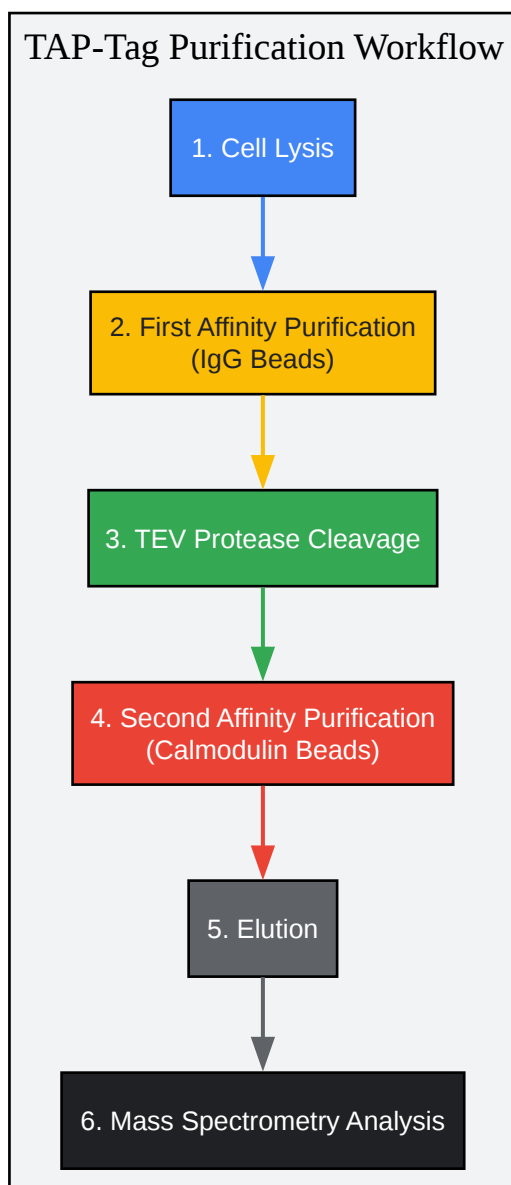 TAP-Tag Purification Workflow
1. Cell Lysis
2. First Affinity Purification
(IgG Beads)
3. TEV Protease Cleavage
4. Second Affinity Purification
(Calmodulin Beads)
5. Elution
6. Mass Spectrometry Analysis